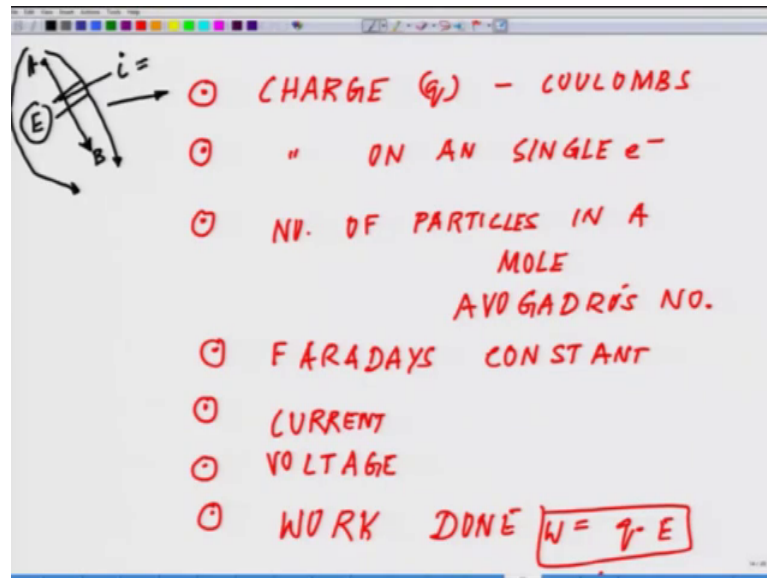 A i =
E
B
CHARGE (q) - COULOMBS
" ON AN SINGLE e⁻
NO. OF PARTICLES IN A
MOLE
AVOGADRO'S NO.
FARADAYS CONSTANT
CURRENT
VOLTAGE
WORK DONE W = q E